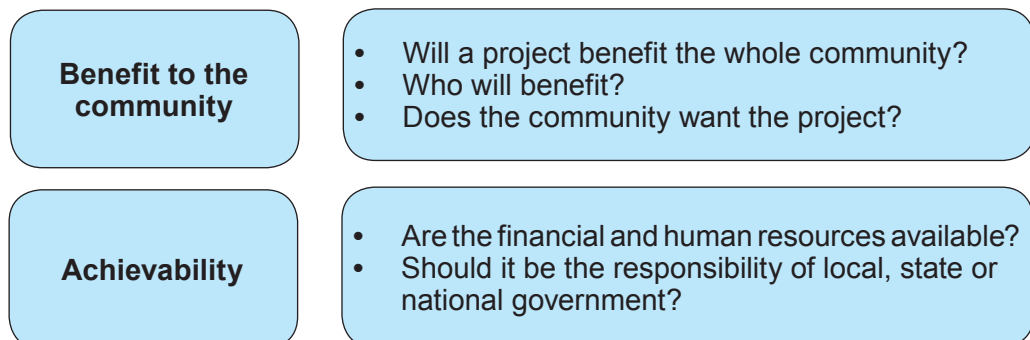 Benefit to the
community
• Will a project benefit the whole community?
• Who will benefit?
• Does the community want the project?
Achievability
• Are the financial and human resources available?
• Should it be the responsibility of local, state or
national government?